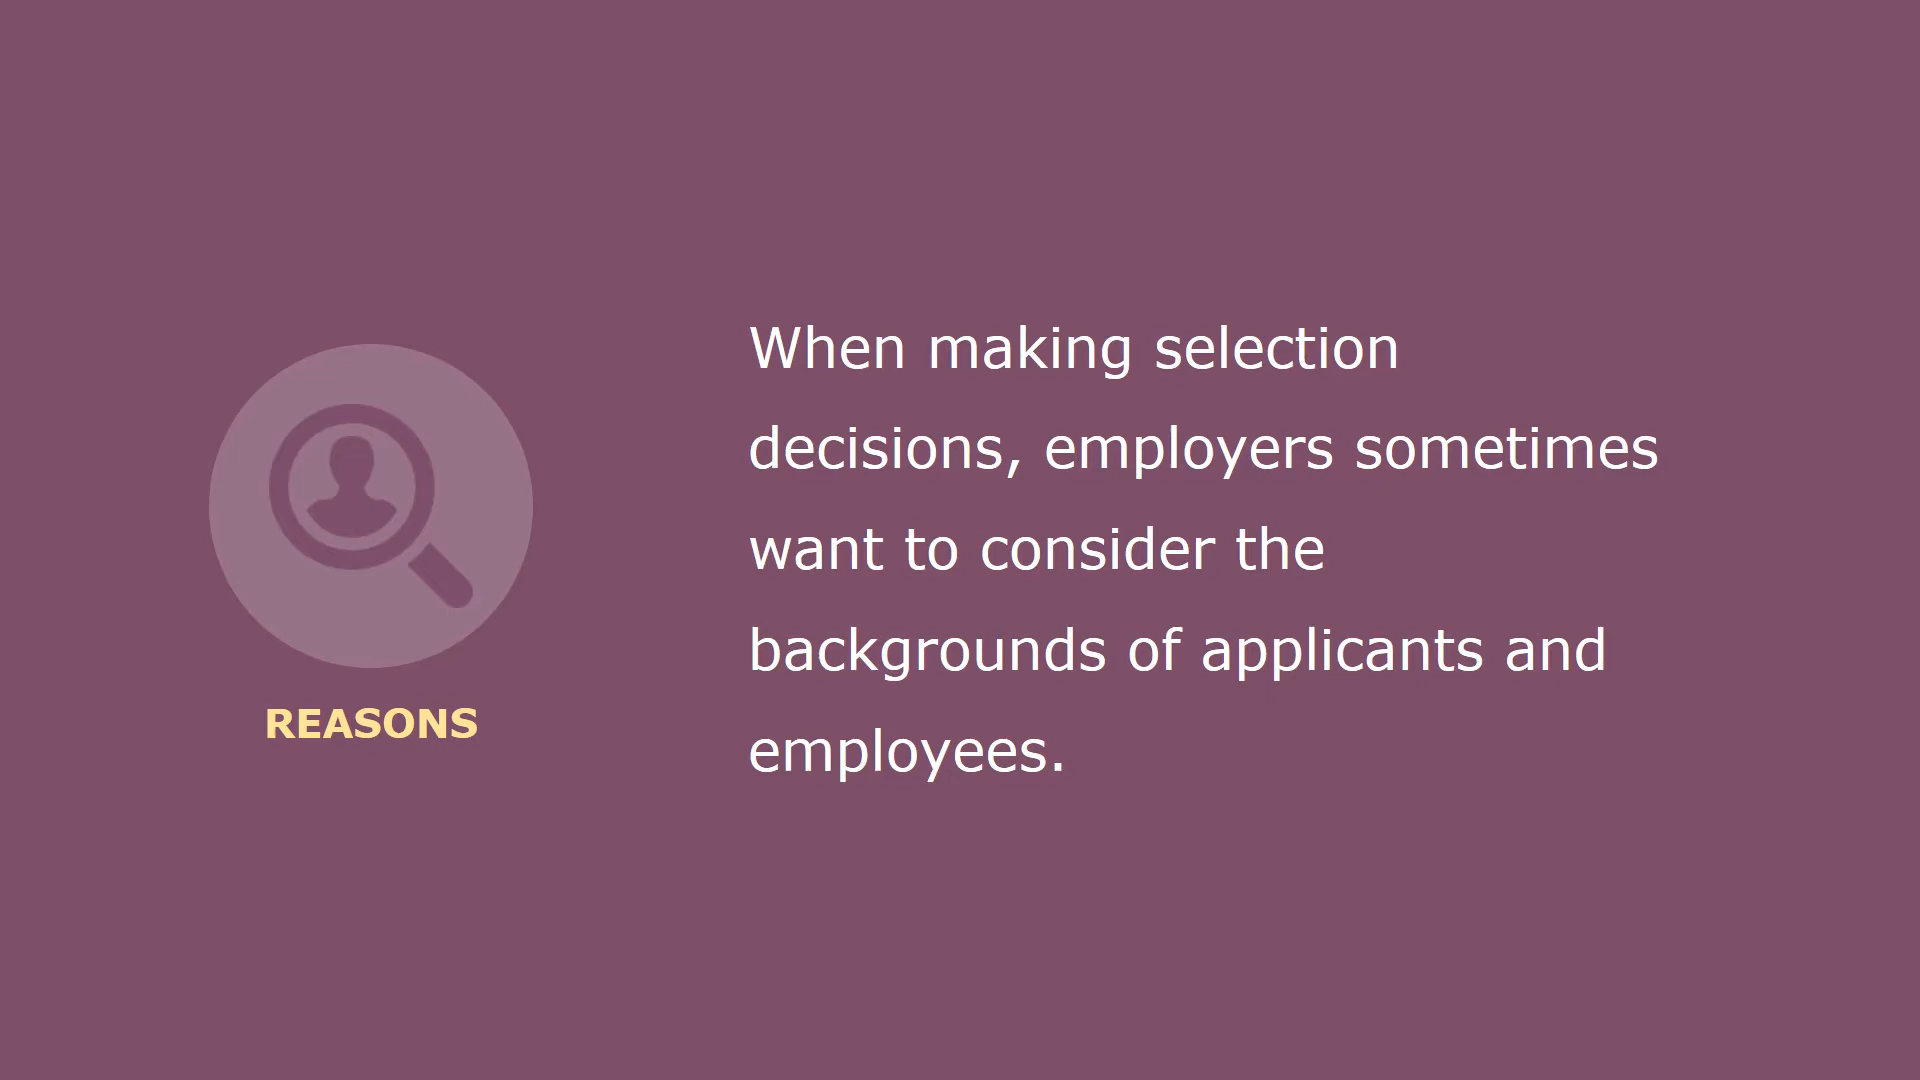 When making selection
decisions, employers sometimes
want to consider the
backgrounds of applicants and
employees.
REASONS